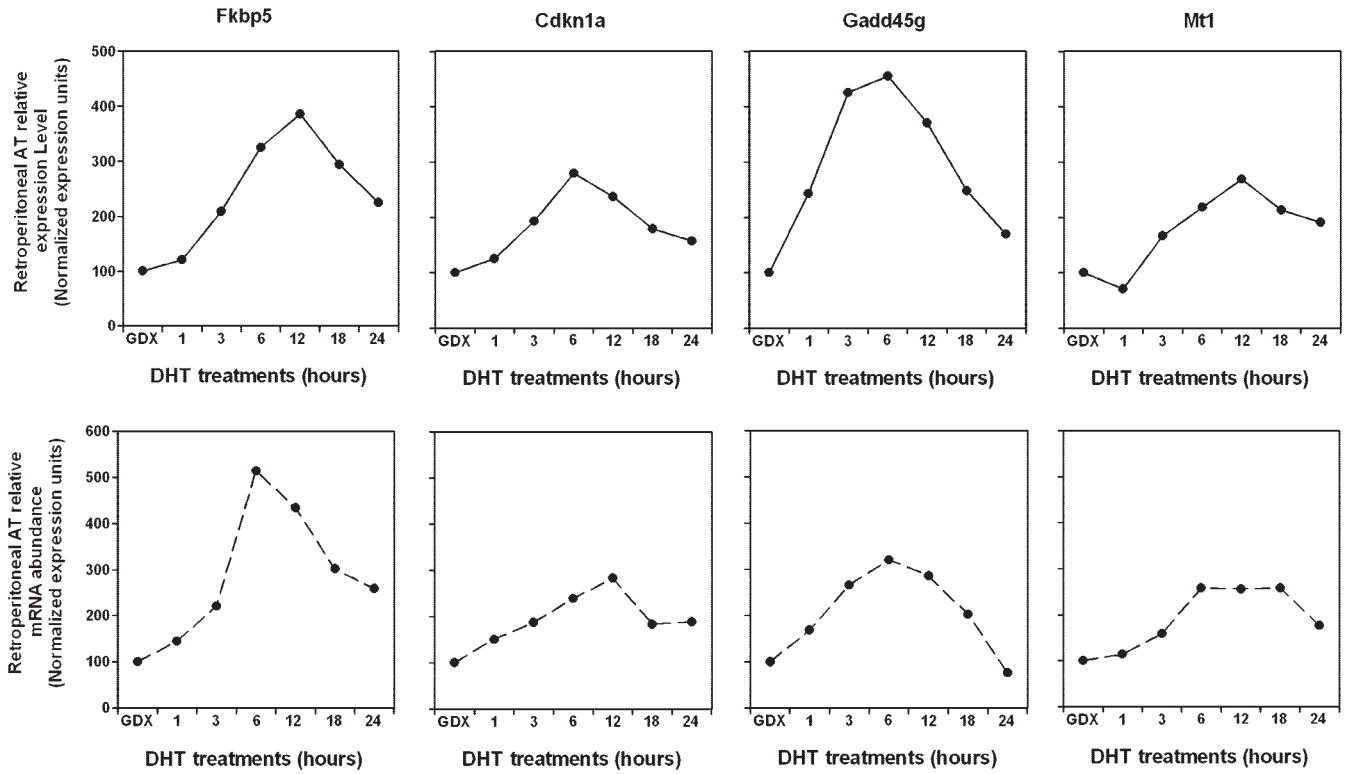 Fkbp5
Cdkn1a
Gadd45g
Mt1
Retroperitoneal AT relative
expression Level
(Normalized expression units)
500
400
300
200
100
0
GDX 1 3 6 12 18 24
GDX 1 3 6 12 18 24
GDX 1 3 6 12 18 24
GDX 1 3 6 12 18 24
DHT treatments (hours)
DHT treatments (hours)
DHT treatments (hours)
DHT treatments (hours)
Retroperitoneal AT relative
mRNA abundance
(Normalized expression units)
600
500
400
300
200
100
0
GDX 1 3 6 12 18 24
GDX 1 3 6 12 18 24
GDX 1 3 6 12 18 24
GDX 1 3 6 12 18 24
DHT treatments (hours)
DHT treatments (hours)
DHT treatments (hours)
DHT treatments (hours)